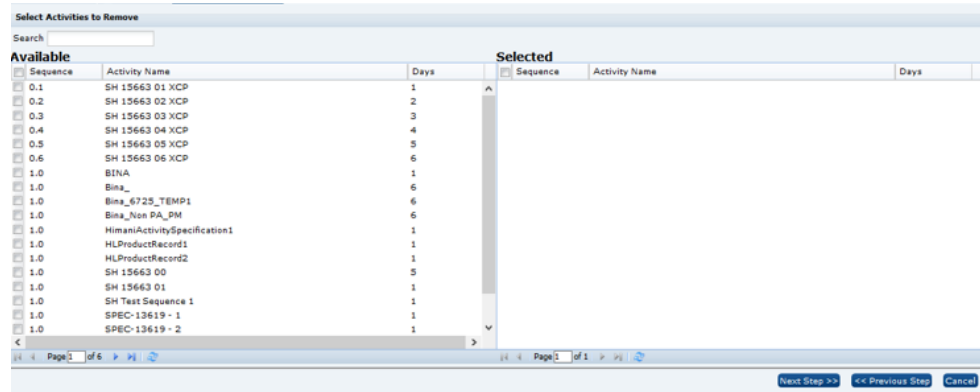 Select Activities to Remove
Search
Available Selected
Sequence Activity Name Days Sequence Activity Name Days
0.1 SH 15663 01 XCP 1
0.2 SH 15663 02 XCP 2
0.3 SH 15663 03 XCP 3
0.4 SH 15663 04 XCP 4
0.5 SH 15663 05 XCP 5
0.6 SH 15663 06 XCP 6
1.0 BINA 1
1.0 Bina_ 6
1.0 Bina_6725_TEMP1 6
1.0 Bina_Non PA_PM 6
1.0 HimaniActivitySpecification1 1
1.0 HLProductRecord1 1
1.0 HLProductRecord2 1
1.0 SH 15663 00 5
1.0 SH 15663 01 1
1.0 SH Test Sequence 1 1
1.0 SPEC-13619 - 1 1
1.0 SPEC-13619 - 2 1
Page 1 of 6 Page 1 of 1
Next Step >> << Previous Step Cancel